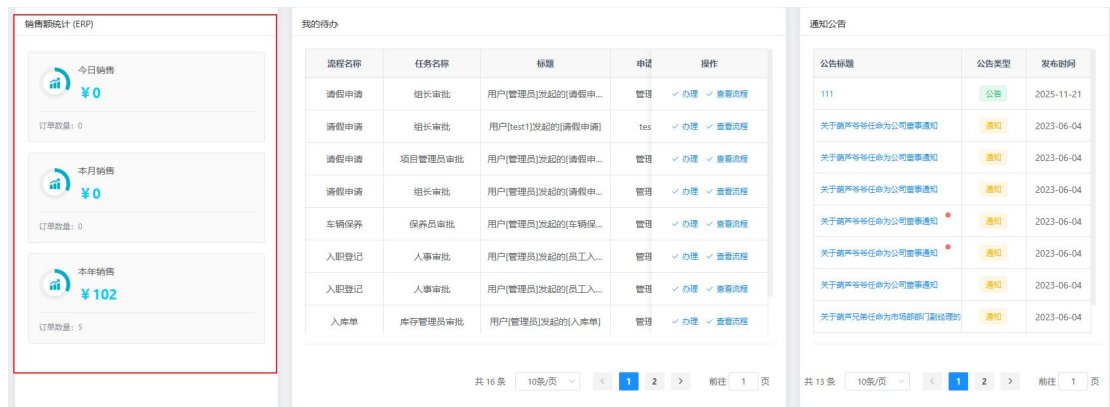 销售额统计 (ERP)
今日销售
¥0
订单数量: 0
本月销售
¥0
订单数量: 0
本年销售
¥102
订单数量: 5
我的待办
流程名称 任务名称 标题 申请 操作
请假申请 组长审批 用户[管理员]发起的[请假申... 管理 办理 查看流程
请假申请 组长审批 用户[test1]发起的[请假申请] tes 办理 查看流程
请假申请 项目管理员审批 用户[管理员]发起的[请假申... 管理 办理 查看流程
请假申请 组长审批 用户[管理员]发起的[请假申... 管理 办理 查看流程
车辆保养 保养员审批 用户[管理员]发起的[车辆保... 管理 办理 查看流程
入职登记 人事审批 用户[管理员]发起的[员工入... 管理 办理 查看流程
入职登记 人事审批 用户[管理员]发起的[员工入... 管理 办理 查看流程
入库单 库存管理员审批 用户[管理员]发起的[入库单] 管理 办理 查看流程
共 16 条 10条/页 < 1 2 > 前往 1 页
通知公告
公告标题 公告类型 发布时间
111 公告 2025-11-21
关于葫芦爷爷任命为公司董事通知 通知 2023-06-04
关于葫芦爷爷任命为公司董事通知 通知 2023-06-04
关于葫芦爷爷任命为公司董事通知 通知 2023-06-04
关于葫芦爷爷任命为公司董事通知 通知 2023-06-04
关于葫芦爷爷任命为公司董事通知 通知 2023-06-04
关于葫芦爷爷任命为公司董事通知 通知 2023-06-04
关于葫芦兄弟任命为市场部部门副经理的 通知 2023-06-04
共 13 条 10条/页 < 1 2 > 前往 1 页